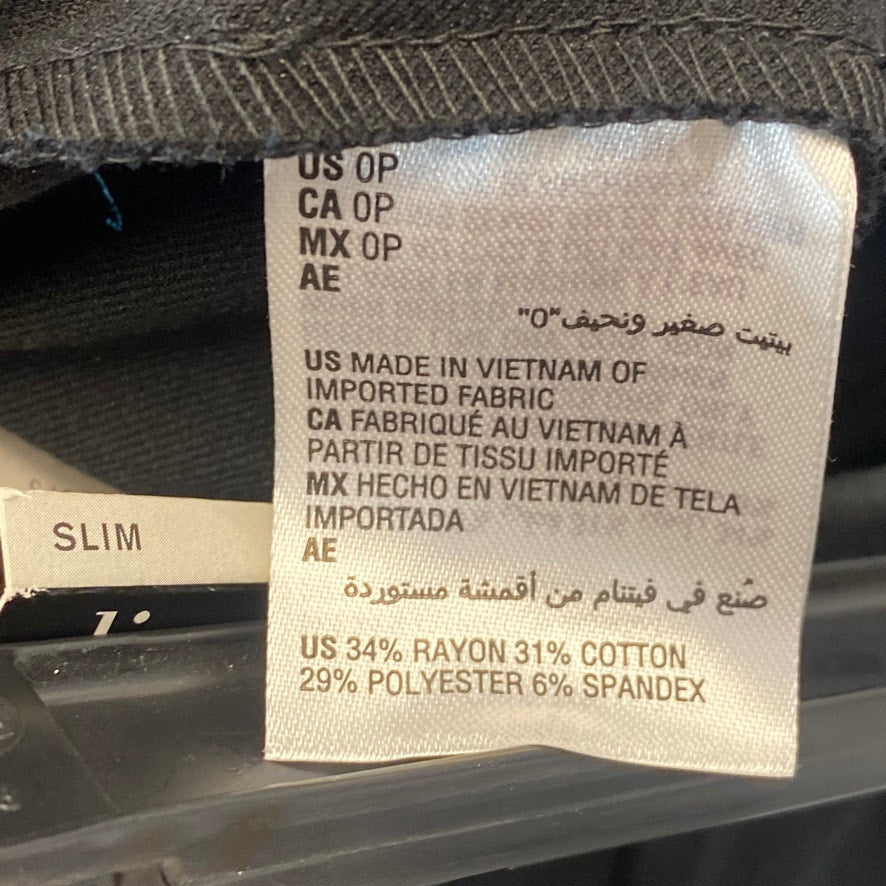 US 0P
CA 0P
MX 0P
AE
بيتيت صغير ونحيف"0"
US MADE IN VIETNAM OF
IMPORTED FABRIC
CA FABRIQUÉ AU VIETNAM À
PARTIR DE TISSU IMPORTÉ
MX HECHO EN VIETNAM DE TELA
IMPORTADA
AE
صُنع في فيتنام من أقمشة مستوردة
US 34% RAYON 31% COTTON
29% POLYESTER 6% SPANDEX
SLIM